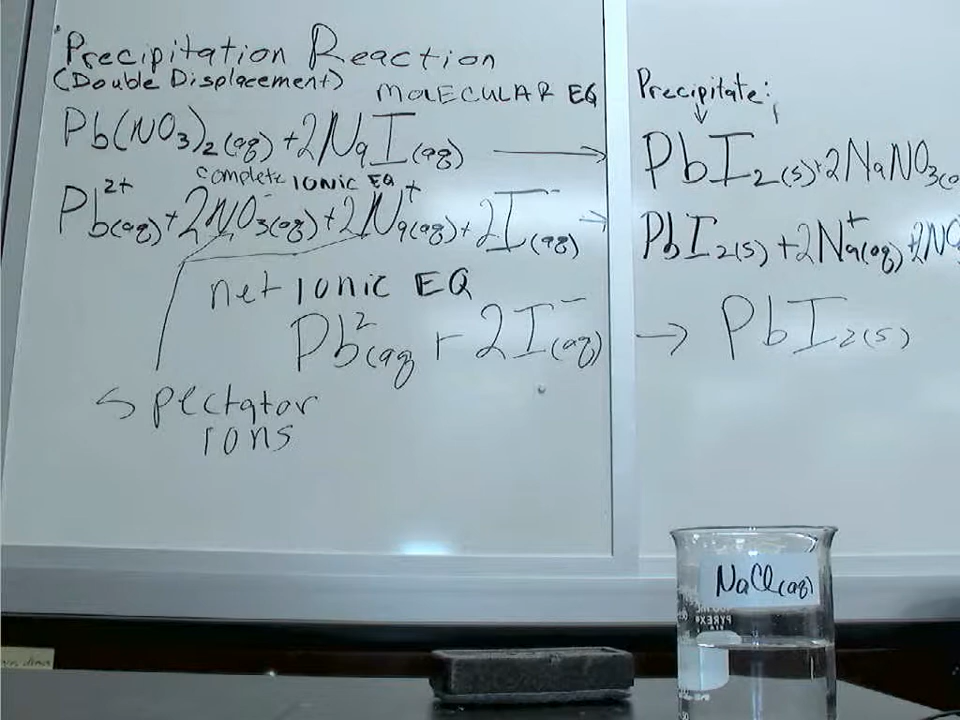 Precipitation Reaction
(Double Displacement)
MOLECULAR EQ
Precipitate:
Pb(NO3)2(aq) + 2NaI(aq) → PbI2(s) + 2NaNO3(a
complete IONIC EQ
Pb2+(aq) + 2NO3-(aq) + 2Na+(aq) + 2I-(aq) → PbI2(s) + 2Na+(aq) + 2NO
net IONIC EQ
Pb2(aq + 2I-(aq) → PbI2(s)
Spectator
IONS
NaCl(aq)
PYREX